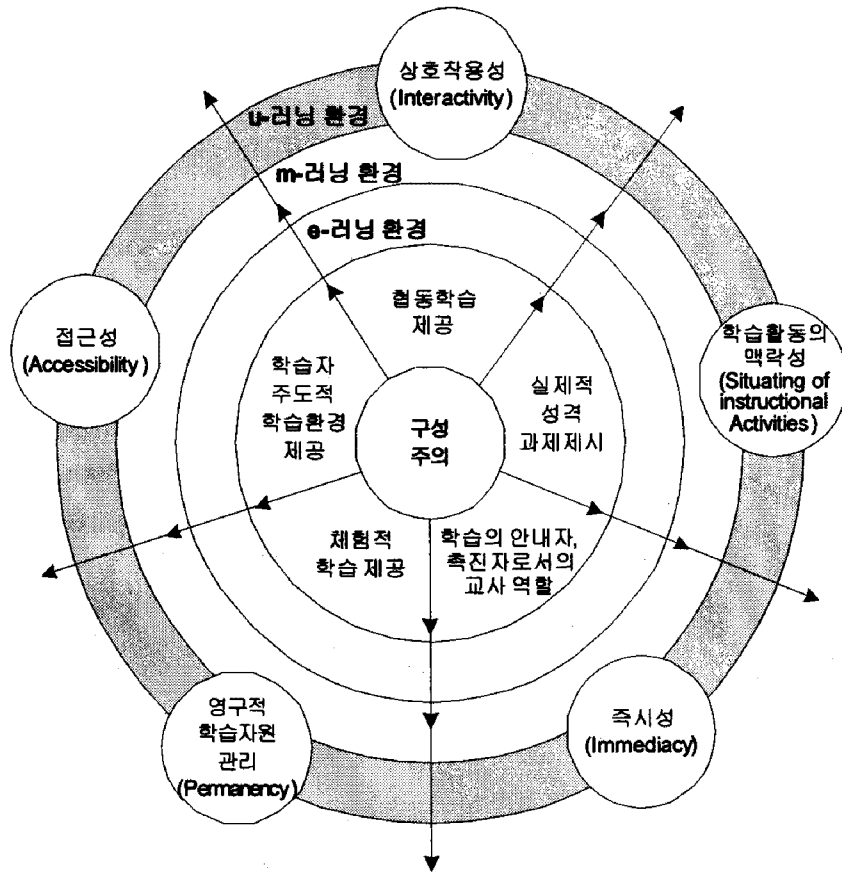 상호작용성
(Interactivity)
u-러닝 환경
m-러닝 환경
e-러닝 환경
협동학습
제공
접근성
(Accessibility)
학습자
주도적
학습환경
제공
구성
주의
실제적
성격
과제제시
학습활동의
맥락성
(Situating of
instructional
Activities)
체험적
학습 제공
학습의 안내자,
촉진자로서의
교사 역할
영구적
학습자원
관리
(Permanency)
즉시성
(Immediacy)